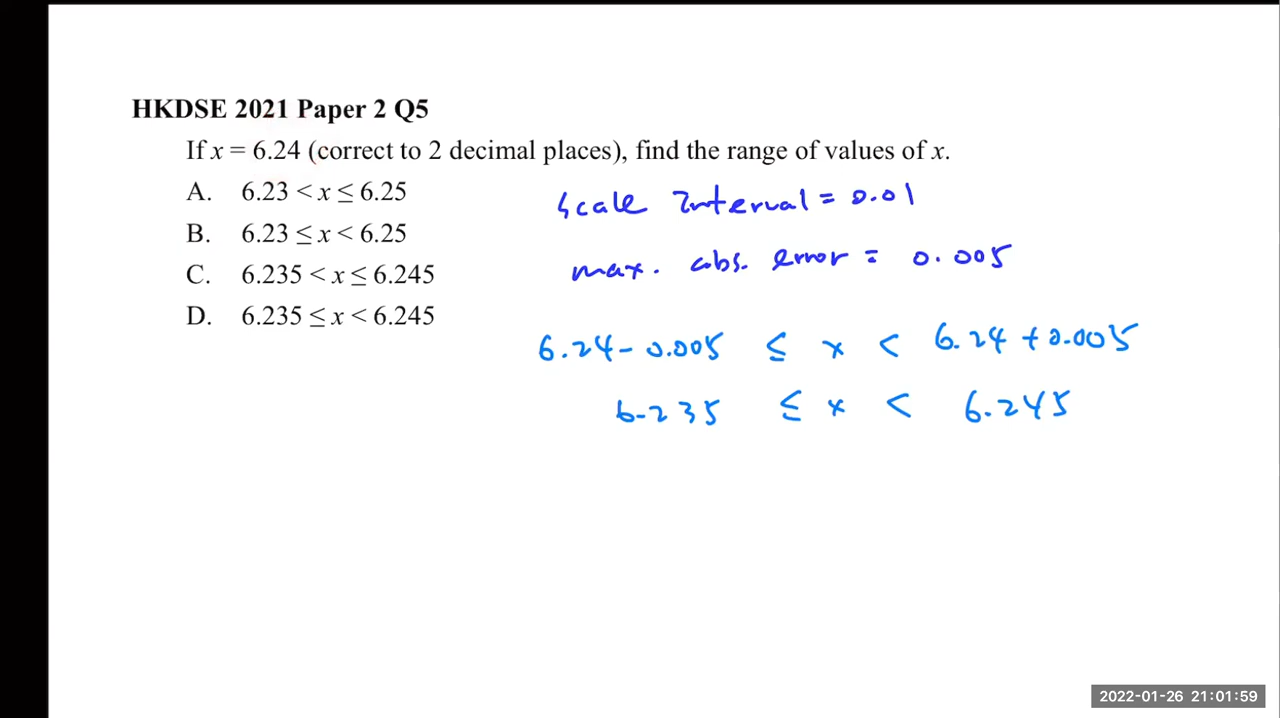 HKDSE 2021 Paper 2 Q5
If x = 6.24 (correct to 2 decimal places), find the range of values of x.
A. 6.23 < x ≤ 6.25
B. 6.23 ≤ x < 6.25
C. 6.235 < x ≤ 6.245
D. 6.235 ≤ x < 6.245
Scale Interval = 0.01
max. abs. error = 0.005
6.24 - 0.005 ≤ x < 6.24 + 0.005
6.235 ≤ x < 6.245
2022-01-26 21:01:59